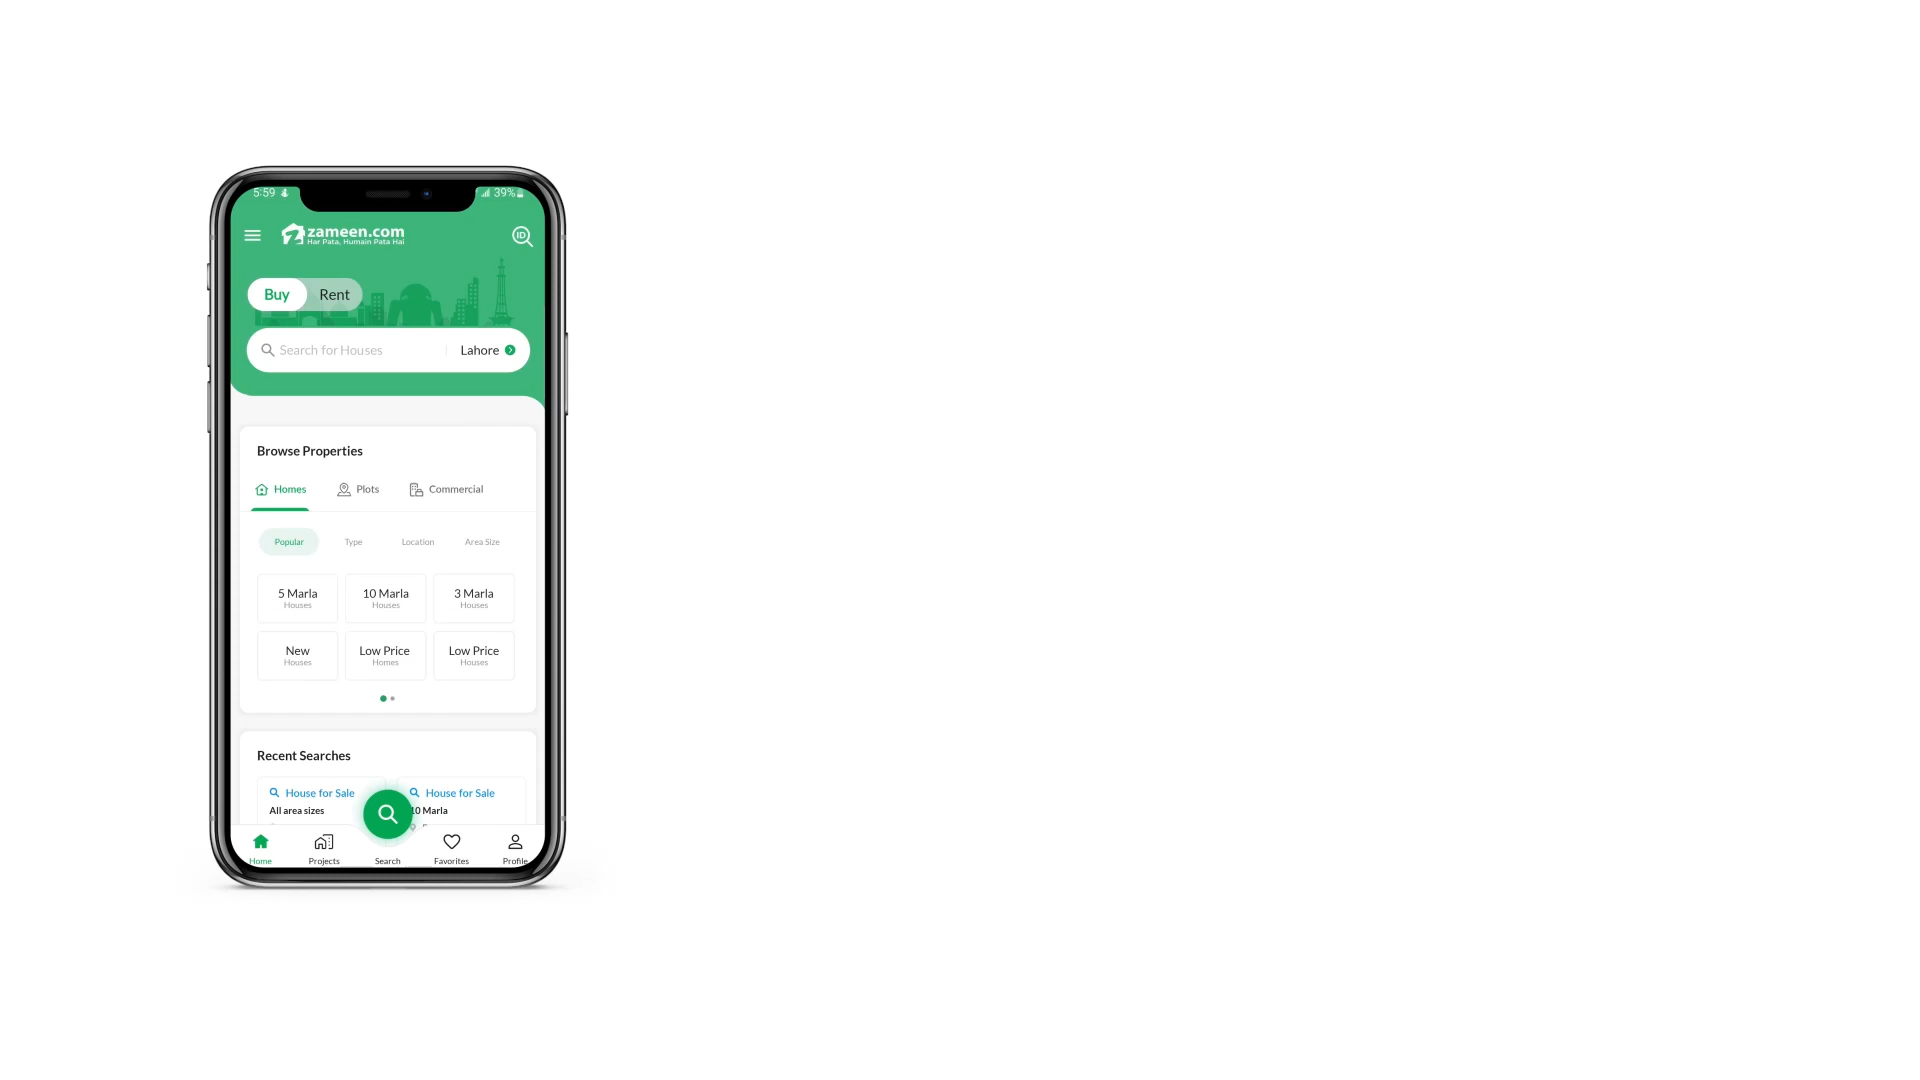 5:59
39%
zameen.com
Har Pata, Humain Pata Hai
ID
Buy Rent
Search for Houses Lahore
Browse Properties
Homes Plots Commercial
Popular Type Location Area Size
5 Marla 10 Marla 3 Marla
Houses Houses Houses
New Low Price Low Price
Houses Homes Houses
Recent Searches
House for Sale House for Sale
All area sizes 10 Marla
Home Projects Search Favorites Profile